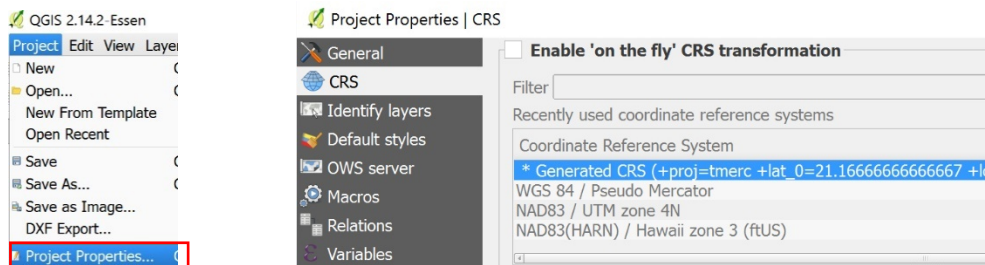 QGIS 2.14.2-Essen
Project Edit View Laye
New
Open...
New From Template
Open Recent
Save
Save As...
Save as Image...
DXF Export...
Project Properties...
Project Properties | CRS
General
CRS
Identify layers
Default styles
OWS server
Macros
Relations
Variables
Enable 'on the fly' CRS transformation
Filter
Recently used coordinate reference systems
Coordinate Reference System
* Generated CRS (+proj=tmerc +lat_0=21.16666666666667 +l
WGS 84 / Pseudo Mercator
NAD83 / UTM zone 4N
NAD83(HARN) / Hawaii zone 3 (ftUS)